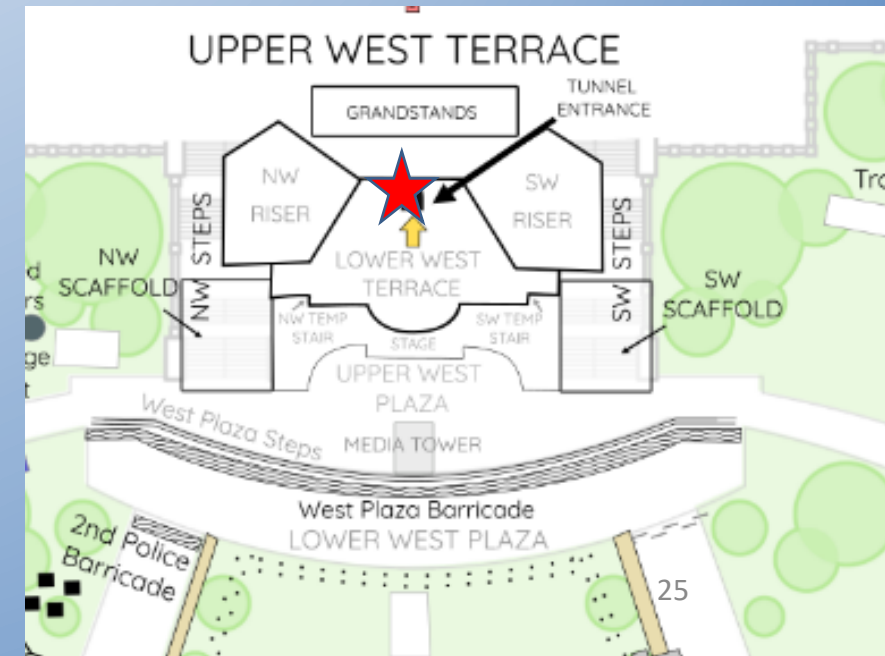 UPPER WEST TERRACE
TUNNEL
ENTRANCE
GRANDSTANDS
NW
RISER
SW
RISER
NW STEPS
SW STEPS
LOWER WEST
TERRACE
NW
SCAFFOLD
SW
SCAFFOLD
NW TEMP
STAIR
SW TEMP
STAIR
STAGE
UPPER WEST
PLAZA
West Plaza Steps
MEDIA TOWER
West Plaza Barricade
LOWER WEST PLAZA
2nd Police
Barricade
25